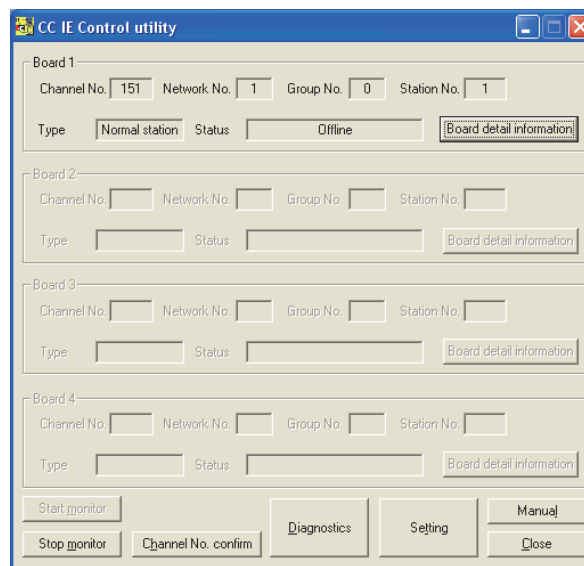 CC IE Control utility
Board 1
Channel No. 151 Network No. 1 Group No. 0 Station No. 1
Type Normal station Status Offline Board detail information
Board 2
Channel No. Network No. Group No. Station No.
Type Status Board detail information
Board 3
Channel No. Network No. Group No. Station No.
Type Status Board detail information
Board 4
Channel No. Network No. Group No. Station No.
Type Status Board detail information
Start monitor Diagnostics Setting Manual
Stop monitor Channel No. confirm Close